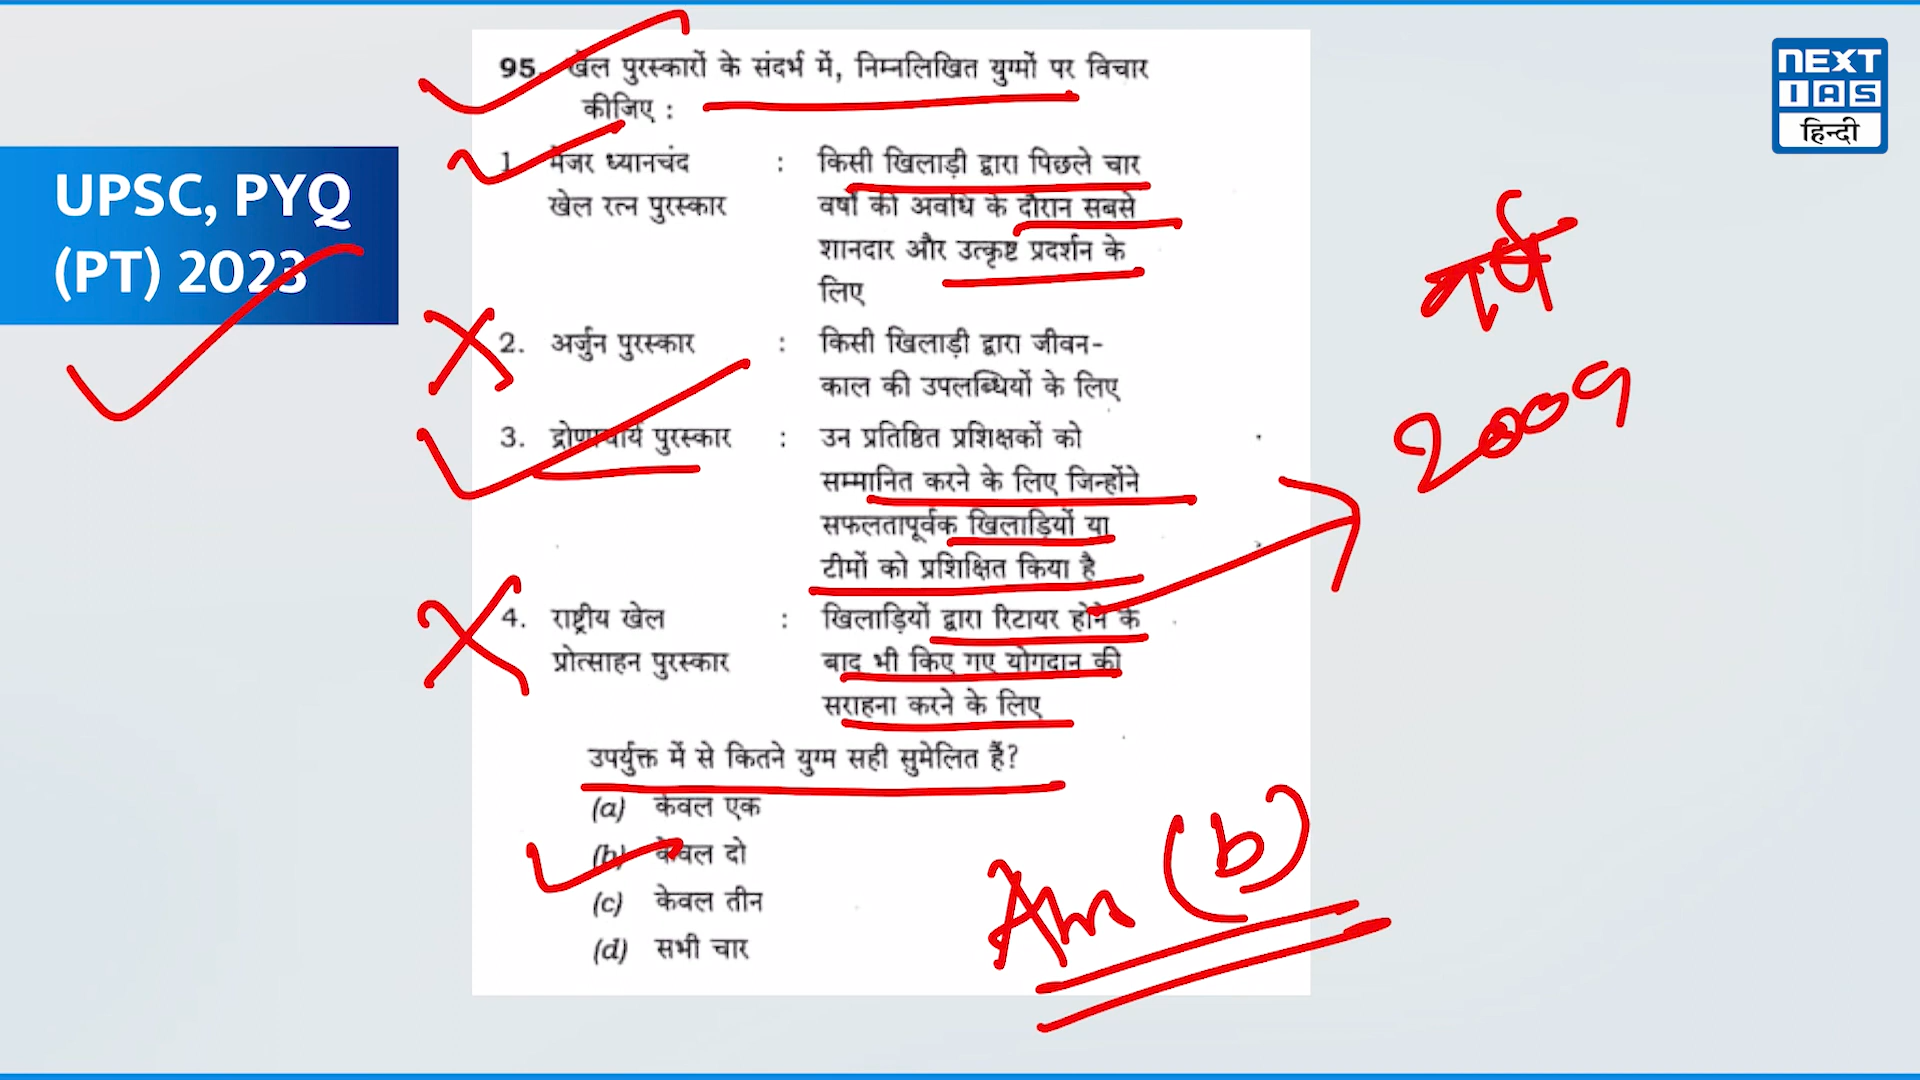 NEXT
IAS
हिन्दी
UPSC, PYQ
(PT) 2023
95. खेल पुरस्कारों के संदर्भ में, निम्नलिखित युग्मों पर विचार
कीजिए :
1. मेजर ध्यानचंद : किसी खिलाड़ी द्वारा पिछले चार
खेल रत्न पुरस्कार वर्षों की अवधि के दौरान सबसे
शानदार और उत्कृष्ट प्रदर्शन के
लिए
2. अर्जुन पुरस्कार : किसी खिलाड़ी द्वारा जीवन-
काल की उपलब्धियों के लिए
3. द्रोणाचार्य पुरस्कार : उन प्रतिष्ठित प्रशिक्षकों को
सम्मानित करने के लिए जिन्होंने
सफलतापूर्वक खिलाड़ियों या
टीमों को प्रशिक्षित किया है
4. राष्ट्रीय खेल : खिलाड़ियों द्वारा रिटायर होने के
प्रोत्साहन पुरस्कार बाद भी किए गए योगदान की
सराहना करने के लिए
उपर्युक्त में से कितने युग्म सही सुमेलित हैं?
(a) केवल एक
(b) केवल दो
(c) केवल तीन
(d) सभी चार
2009
Ans (b)